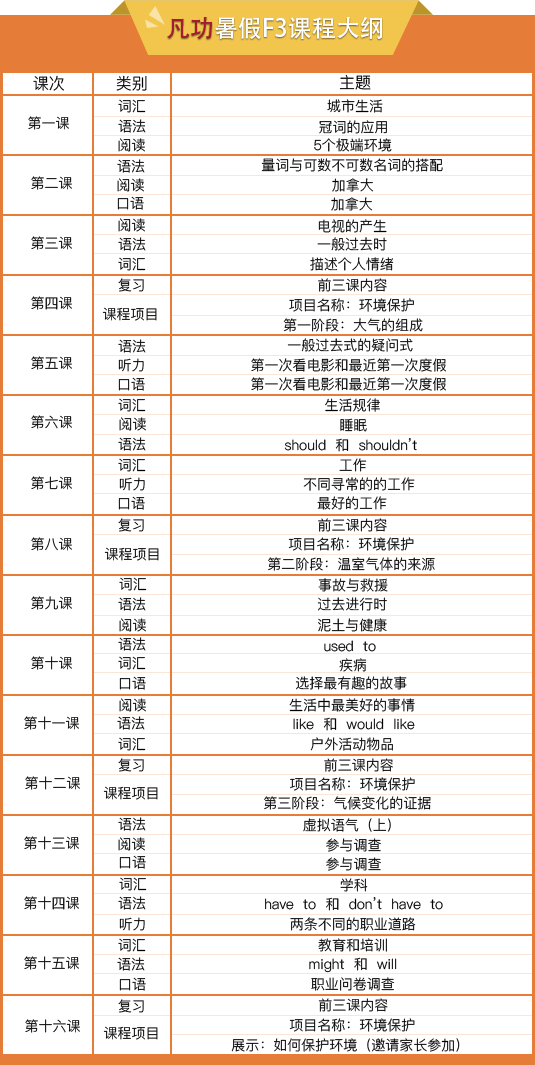 凡功暑假F3课程大纲
课次 类别 主题
第一课 词汇 城市生活
语法 冠词的应用
阅读 5个极端环境
第二课 语法 量词与可数不可数名词的搭配
阅读 加拿大
口语 加拿大
第三课 阅读 电视的产生
语法 一般过去时
词汇 描述个人情绪
第四课 复习 前三课内容
课程项目 项目名称：环境保护
第一阶段：大气的组成
第五课 语法 一般过去式的疑问式
听力 第一次看电影和最近第一次度假
口语 第一次看电影和最近第一次度假
第六课 词汇 生活规律
阅读 睡眠
语法 should 和 shouldn't
第七课 词汇 工作
听力 不同寻常的的工作
口语 最好的工作
第八课 复习 前三课内容
课程项目 项目名称：环境保护
第二阶段：温室气体的来源
第九课 词汇 事故与救援
语法 过去进行时
阅读 泥土与健康
第十课 语法 used to
词汇 疾病
口语 选择最有趣的故事
第十一课 阅读 生活中最美好的事情
语法 like 和 would like
词汇 户外活动物品
第十二课 复习 前三课内容
课程项目 项目名称：环境保护
第三阶段：气候变化的证据
第十三课 语法 虚拟语气（上）
阅读 参与调查
口语 参与调查
第十四课 词汇 学科
语法 have to 和 don't have to
听力 两条不同的职业道路
第十五课 词汇 教育和培训
语法 might 和 will
口语 职业问卷调查
第十六课 复习 前三课内容
课程项目 项目名称：环境保护
展示：如何保护环境（邀请家长参加）